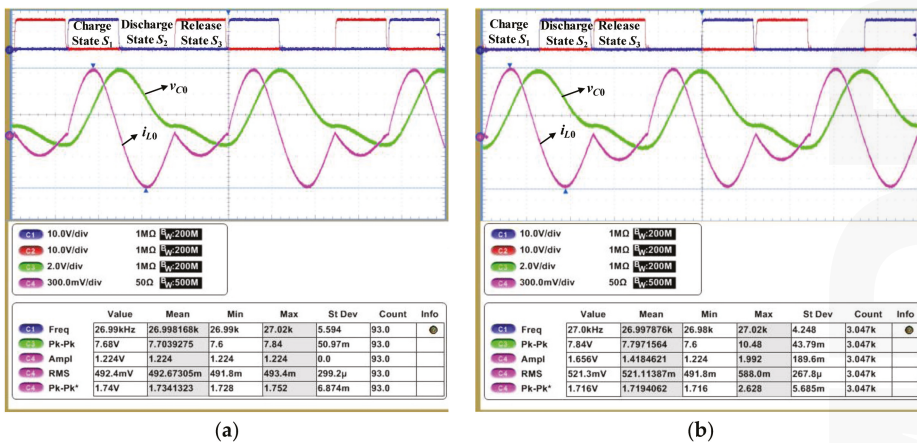 Charge Discharge Release
State S1 State S2 State S3
vC0
iL0
C1 10.0V/div 1MΩ BW:200M
C2 10.0V/div 1MΩ BW:200M
C3 2.0V/div 1MΩ BW:200M
C4 300.0mV/div 50Ω BW:500M
Value Mean Min Max St Dev Count Info
C1 Freq 26.99kHz 26.998168k 26.99k 27.02k 5.594 93.0
C3 Pk-Pk 7.68V 7.7039275 7.6 7.84 50.97m 93.0
C4 Ampl 1.224V 1.224 1.224 1.224 0.0 93.0
C4 RMS 492.4mV 492.67305m 491.8m 493.4m 299.2µ 93.0
C4 Pk-Pk* 1.74V 1.7341323 1.728 1.752 6.874m 93.0
(a)
Charge Discharge Release
State S1 State S2 State S3
vC0
iL0
C1 10.0V/div 1MΩ BW:200M
C2 10.0V/div 1MΩ BW:200M
C3 2.0V/div 1MΩ BW:200M
C4 300.0mV/div 50Ω BW:500M
Value Mean Min Max St Dev Count Info
C1 Freq 27.0kHz 26.997876k 26.98k 27.02k 4.248 3.047k
C3 Pk-Pk 7.84V 7.7971564 7.6 10.48 43.79m 3.047k
C4 Ampl 1.656V 1.4184621 1.224 1.992 189.6m 3.047k
C4 RMS 521.3mV 521.11387m 491.8m 588.0m 267.8µ 3.047k
C4 Pk-Pk* 1.716V 1.7194062 1.716 2.628 5.685m 3.047k
(b)